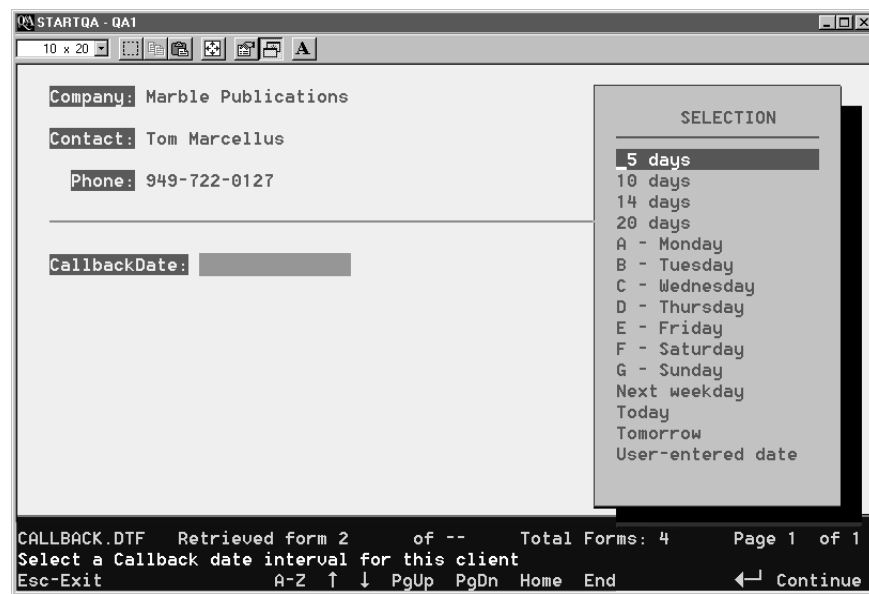 STARTQA - QA1
10 x 20
A
Company: Marble Publications
Contact: Tom Marcellus
Phone: 949-722-0127
CallbackDate:
SELECTION
5 days
10 days
14 days
20 days
A - Monday
B - Tuesday
C - Wednesday
D - Thursday
E - Friday
F - Saturday
G - Sunday
Next weekday
Today
Tomorrow
User-entered date
CALLBACK.DTF Retrieved form 2 of -- Total Forms: 4 Page 1 of 1
Select a Callback date interval for this client
Esc-Exit A-Z ↑ ↓ PgUp PgDn Home End ↵ Continue